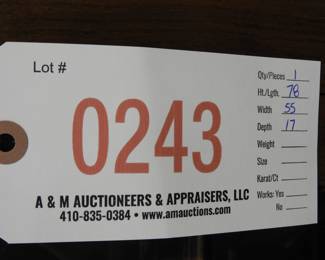 Lot #
0243
A & M AUCTIONEERS & APPRAISERS, LLC
410-835-0384 • www.amauctions.com
Qty/Pieces 1
Ht./Lgth. 78
Width 55
Depth 17
Weight
Size
Karat/Ct
Works: Yes
No